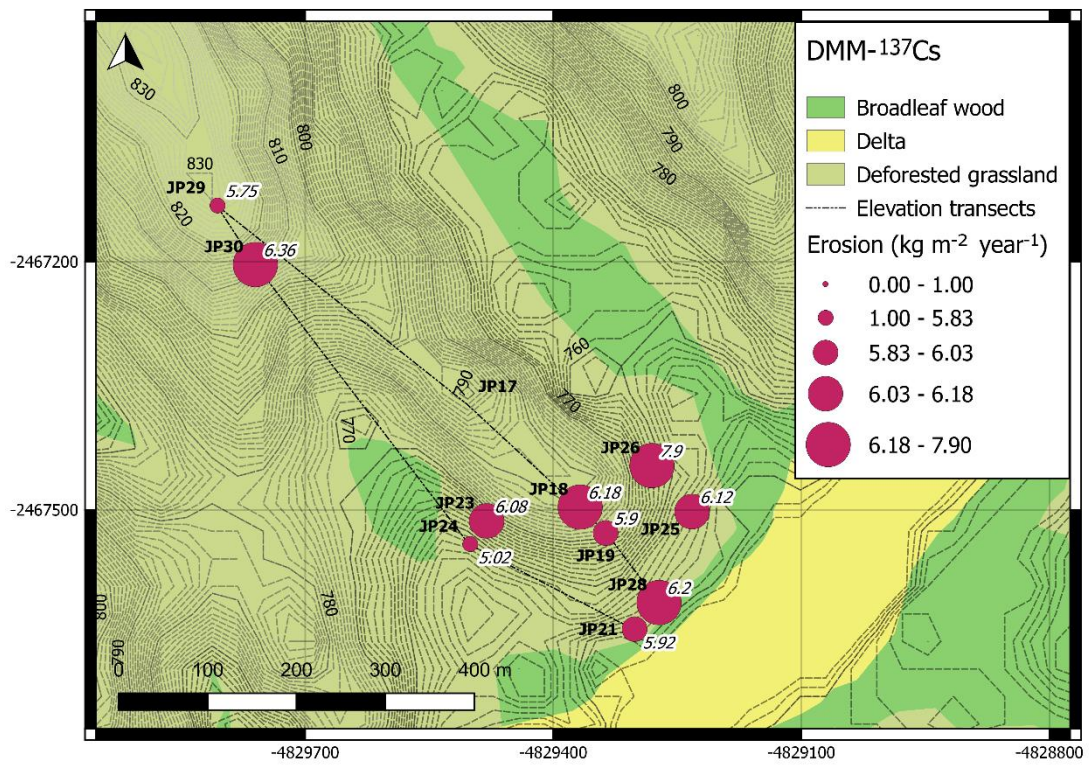 DMM-¹³⁷Cs
Broadleaf wood
Delta
Deforested grassland
Elevation transects
Erosion (kg m⁻² year⁻¹)
0.00 - 1.00
1.00 - 5.83
5.83 - 6.03
6.03 - 6.18
6.18 - 7.90
830
800
810
800
790
780
830
JP29
5.75
820
JP30
6.36
-2467200
760
790
JP17
770
770
JP26
7.9
JP18
6.18
JP23
6.08
6.12
-2467500
5.9
JP25
JP24
5.02
JP19
JP28
6.2
800
780
JP21
5.92
790
0
100
200
300
400 m
-4829700
-4829400
-4829100
-4828800